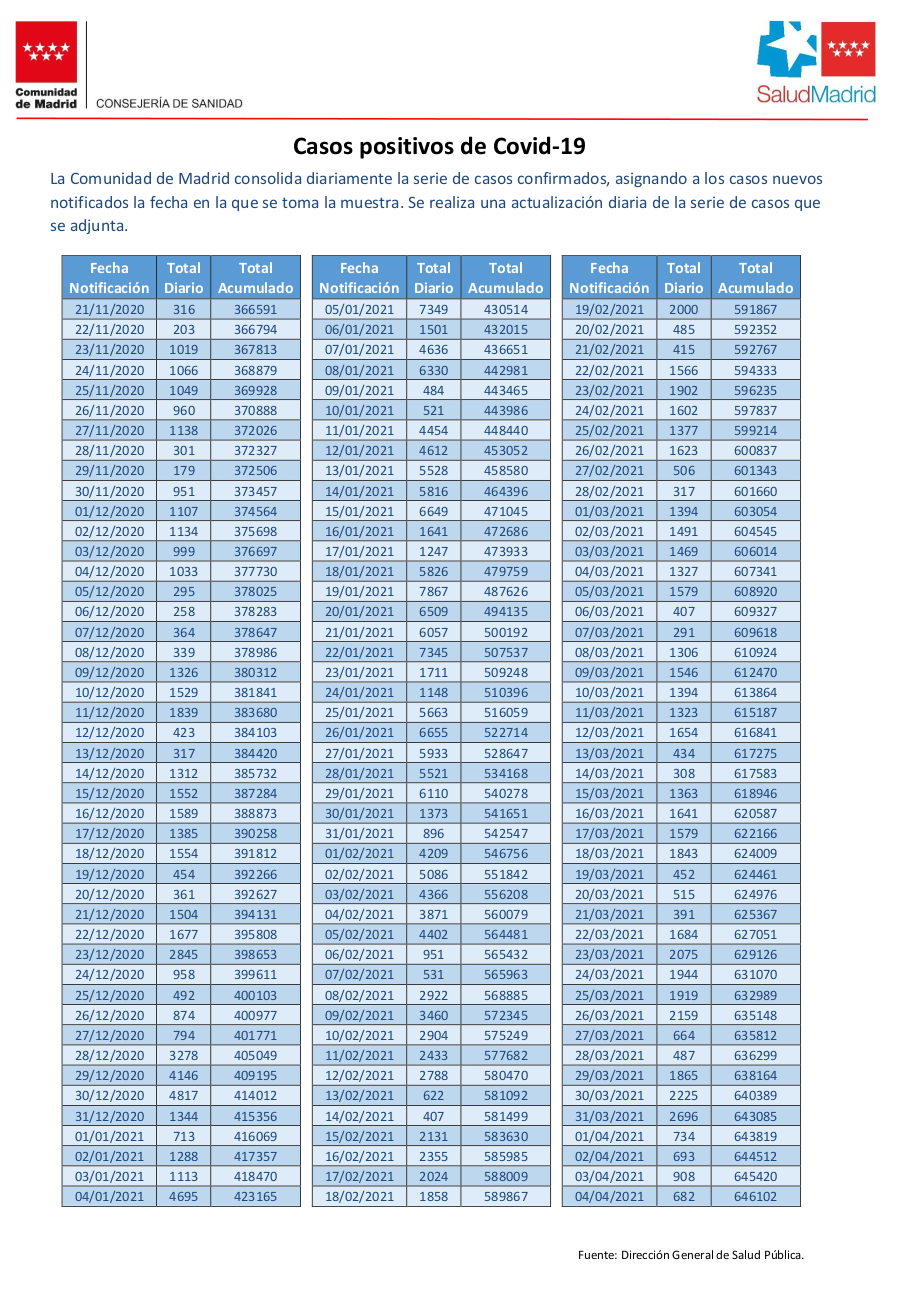 Comunidad
de Madrid
CONSEJERÍA DE SANIDAD
SaludMadrid
Casos positivos de Covid-19
La Comunidad de Madrid consolida diariamente la serie de casos confirmados, asignando a los casos nuevos
notificados la fecha en la que se toma la muestra. Se realiza una actualización diaria de la serie de casos que
se adjunta.
Fecha Total Total Fecha Total Total Fecha Total Total
Notificación Diario Acumulado Notificación Diario Acumulado Notificación Diario Acumulado
21/11/2020 316 366591 05/01/2021 7349 430514 19/02/2021 2000 591867
22/11/2020 203 366794 06/01/2021 1501 432015 20/02/2021 485 592352
23/11/2020 1019 367813 07/01/2021 4636 436651 21/02/2021 415 592767
24/11/2020 1066 368879 08/01/2021 6330 442981 22/02/2021 1566 594333
25/11/2020 1049 369928 09/01/2021 484 443465 23/02/2021 1902 596235
26/11/2020 960 370888 10/01/2021 521 443986 24/02/2021 1602 597837
27/11/2020 1138 372026 11/01/2021 4454 448440 25/02/2021 1377 599214
28/11/2020 301 372327 12/01/2021 4612 453052 26/02/2021 1623 600837
29/11/2020 179 372506 13/01/2021 5528 458580 27/02/2021 506 601343
30/11/2020 951 373457 14/01/2021 5816 464396 28/02/2021 317 601660
01/12/2020 1107 374564 15/01/2021 6649 471045 01/03/2021 1394 603054
02/12/2020 1134 375698 16/01/2021 1641 472686 02/03/2021 1491 604545
03/12/2020 999 376697 17/01/2021 1247 473933 03/03/2021 1469 606014
04/12/2020 1033 377730 18/01/2021 5826 479759 04/03/2021 1327 607341
05/12/2020 295 378025 19/01/2021 7867 487626 05/03/2021 1579 608920
06/12/2020 258 378283 20/01/2021 6509 494135 06/03/2021 407 609327
07/12/2020 364 378647 21/01/2021 6057 500192 07/03/2021 291 609618
08/12/2020 339 378986 22/01/2021 7345 507537 08/03/2021 1306 610924
09/12/2020 1326 380312 23/01/2021 1711 509248 09/03/2021 1546 612470
10/12/2020 1529 381841 24/01/2021 1148 510396 10/03/2021 1394 613864
11/12/2020 1839 383680 25/01/2021 5663 516059 11/03/2021 1323 615187
12/12/2020 423 384103 26/01/2021 6655 522714 12/03/2021 1654 616841
13/12/2020 317 384420 27/01/2021 5933 528647 13/03/2021 434 617275
14/12/2020 1312 385732 28/01/2021 5521 534168 14/03/2021 308 617583
15/12/2020 1552 387284 29/01/2021 6110 540278 15/03/2021 1363 618946
16/12/2020 1589 388873 30/01/2021 1373 541651 16/03/2021 1641 620587
17/12/2020 1385 390258 31/01/2021 896 542547 17/03/2021 1579 622166
18/12/2020 1554 391812 01/02/2021 4209 546756 18/03/2021 1843 624009
19/12/2020 454 392266 02/02/2021 5086 551842 19/03/2021 452 624461
20/12/2020 361 392627 03/02/2021 4366 556208 20/03/2021 515 624976
21/12/2020 1504 394131 04/02/2021 3871 560079 21/03/2021 391 625367
22/12/2020 1677 395808 05/02/2021 4402 564481 22/03/2021 1684 627051
23/12/2020 2845 398653 06/02/2021 951 565432 23/03/2021 2075 629126
24/12/2020 958 399611 07/02/2021 531 565963 24/03/2021 1944 631070
25/12/2020 492 400103 08/02/2021 2922 568885 25/03/2021 1919 632989
26/12/2020 874 400977 09/02/2021 3460 572345 26/03/2021 2159 635148
27/12/2020 794 401771 10/02/2021 2904 575249 27/03/2021 664 635812
28/12/2020 3278 405049 11/02/2021 2433 577682 28/03/2021 487 636299
29/12/2020 4146 409195 12/02/2021 2788 580470 29/03/2021 1865 638164
30/12/2020 4817 414012 13/02/2021 622 581092 30/03/2021 2225 640389
31/12/2020 1344 415356 14/02/2021 407 581499 31/03/2021 2696 643085
01/01/2021 713 416069 15/02/2021 2131 583630 01/04/2021 734 643819
02/01/2021 1288 417357 16/02/2021 2355 585985 02/04/2021 693 644512
03/01/2021 1113 418470 17/02/2021 2024 588009 03/04/2021 908 645420
04/01/2021 4695 423165 18/02/2021 1858 589867 04/04/2021 682 646102
Fuente: Dirección General de Salud Pública.